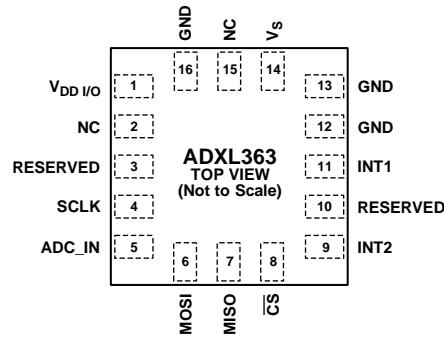 GND
NC
VS
16
15
14
VDD I/O
1
13
GND
NC
2
12
GND
RESERVED
3
ADXL363
TOP VIEW
(Not to Scale)
11
INT1
SCLK
4
10
RESERVED
ADC_IN
5
9
INT2
6
7
8
MOSI
MISO
CS